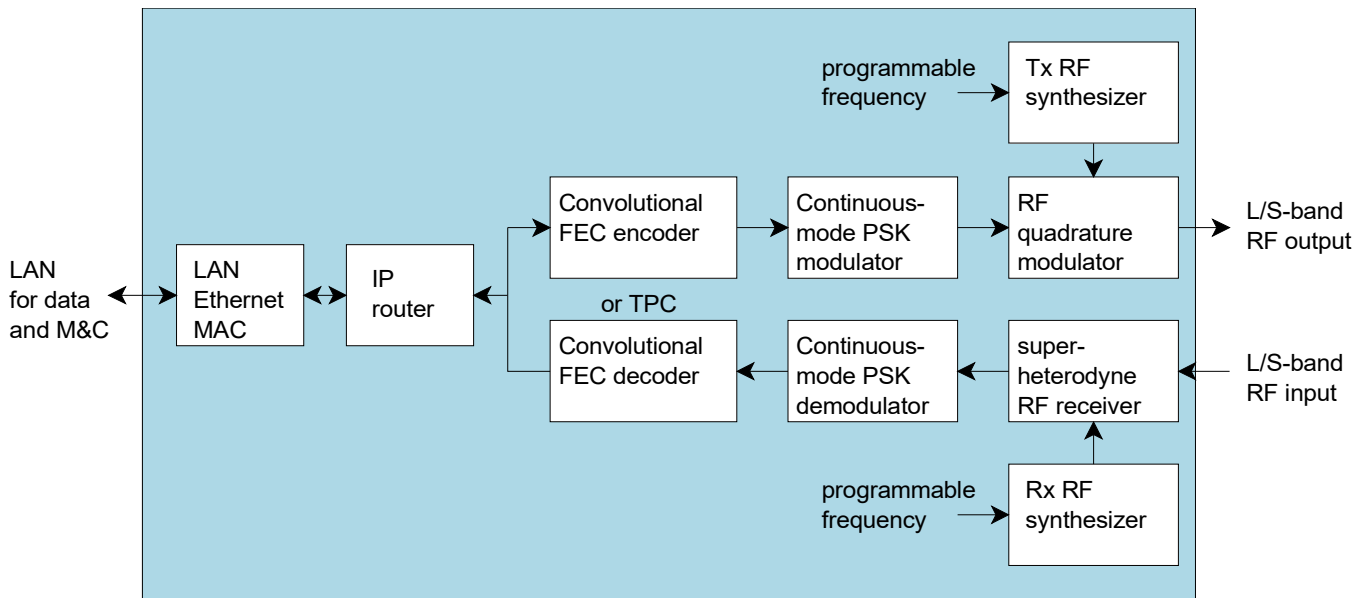 programmable
frequency
Tx RF
synthesizer
Convolutional
FEC encoder
Continuous-
mode PSK
modulator
RF
quadrature
modulator
L/S-band
RF output
LAN
for data
and M&C
LAN
Ethernet
MAC
IP
router
or TPC
Convolutional
FEC decoder
Continuous-
mode PSK
demodulator
super-
heterodyne
RF receiver
L/S-band
RF input
programmable
frequency
Rx RF
synthesizer